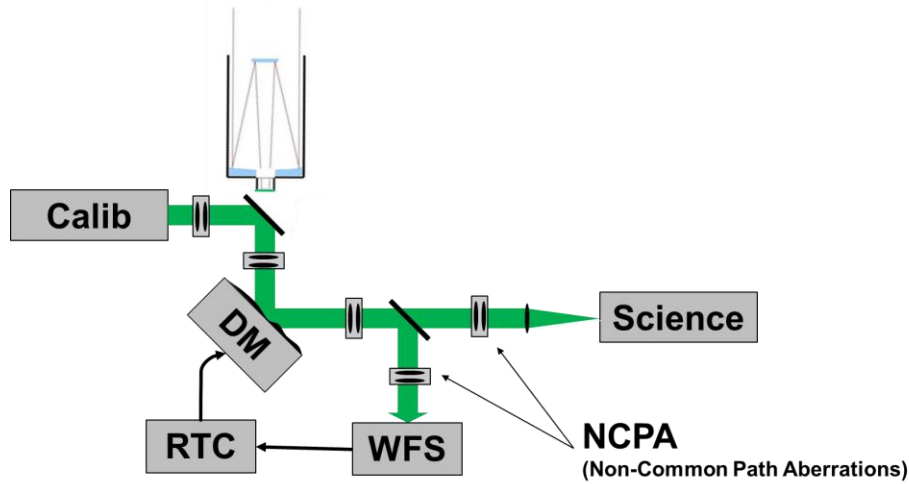 Calib
DM
Science
RTC
WFS
NCPA
(Non-Common Path Aberrations)